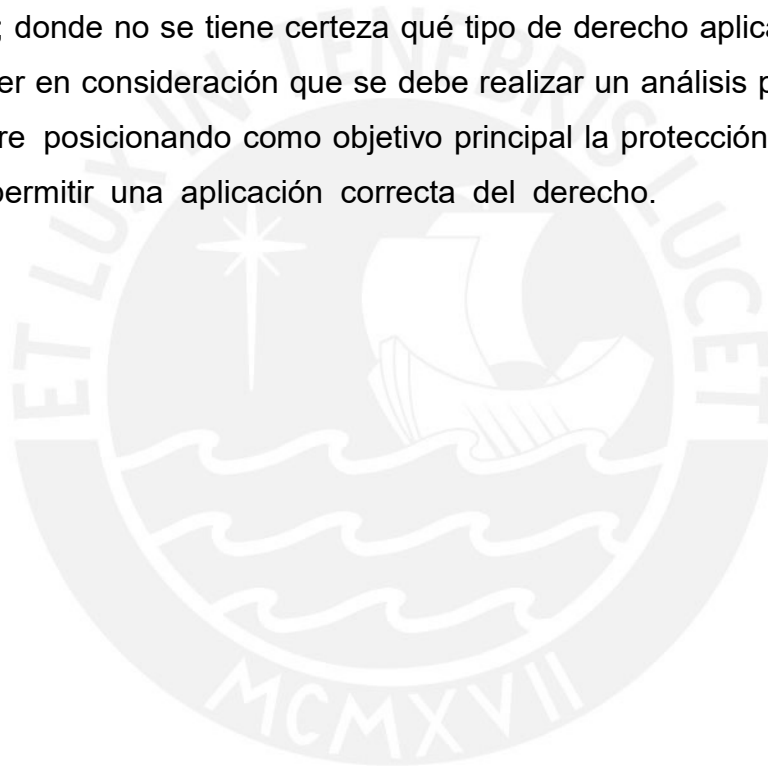 ; donde no se tiene certeza qué tipo de derecho aplica
er en consideración que se debe realizar un análisis p
re posicionando como objetivo principal la protección
permitir una aplicación correcta del derecho.
ET LUX IN TENEBRIS LUCET
MCMXVII